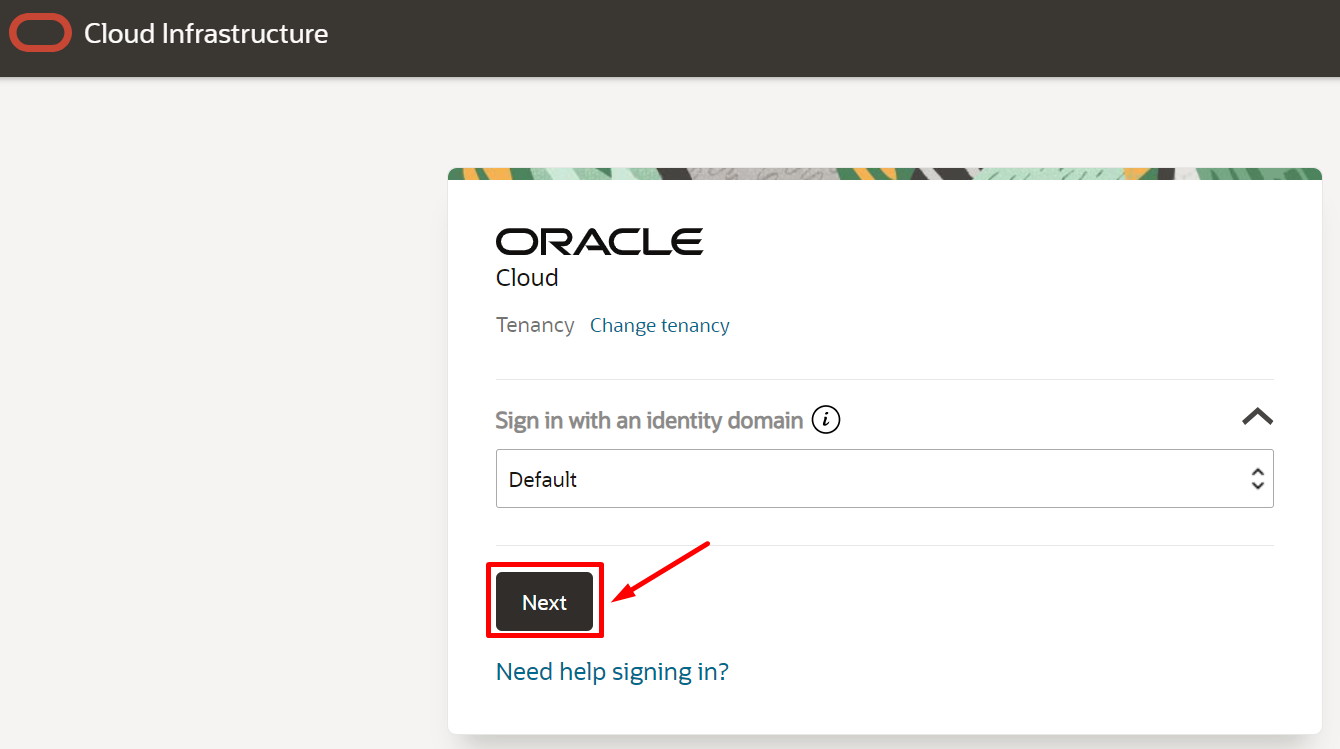 Cloud Infrastructure
ORACLE
Cloud
Tenancy Change tenancy
Sign in with an identity domain i
Default
Next
Need help signing in?